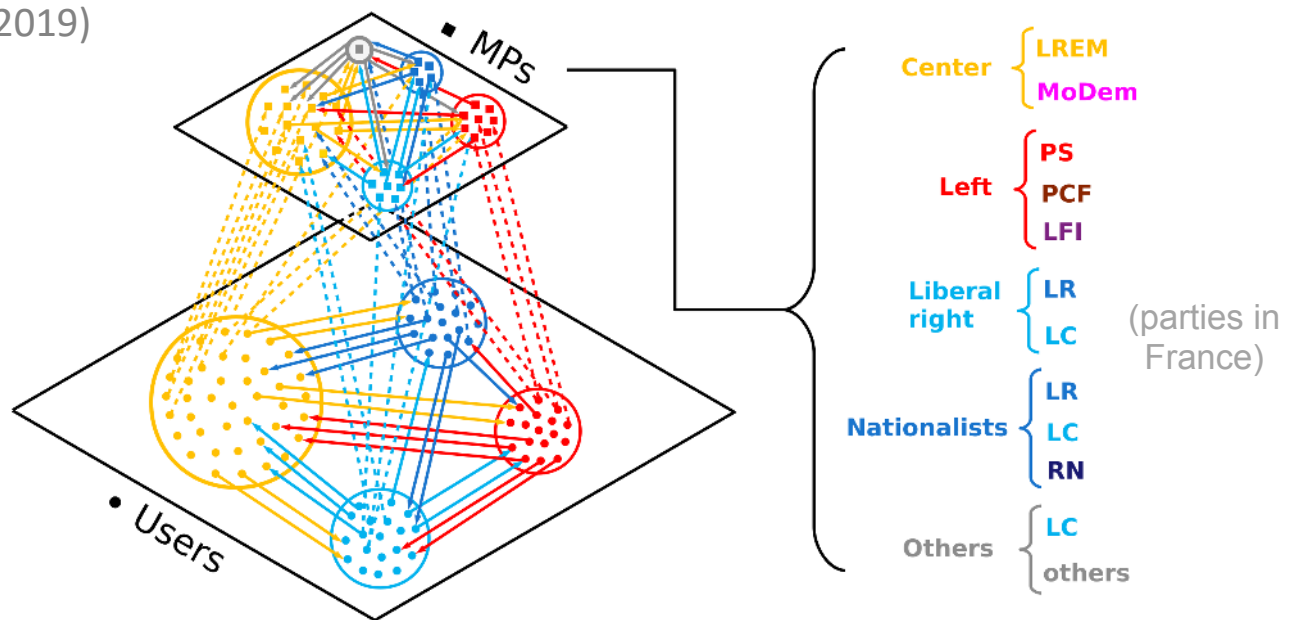 2019)
MPs
Users
Center
LREM
MoDem
Left
PS
PCF
LFI
Liberal
right
LR
LC
Nationalists
LR
LC
RN
Others
LC
others
(parties in
France)